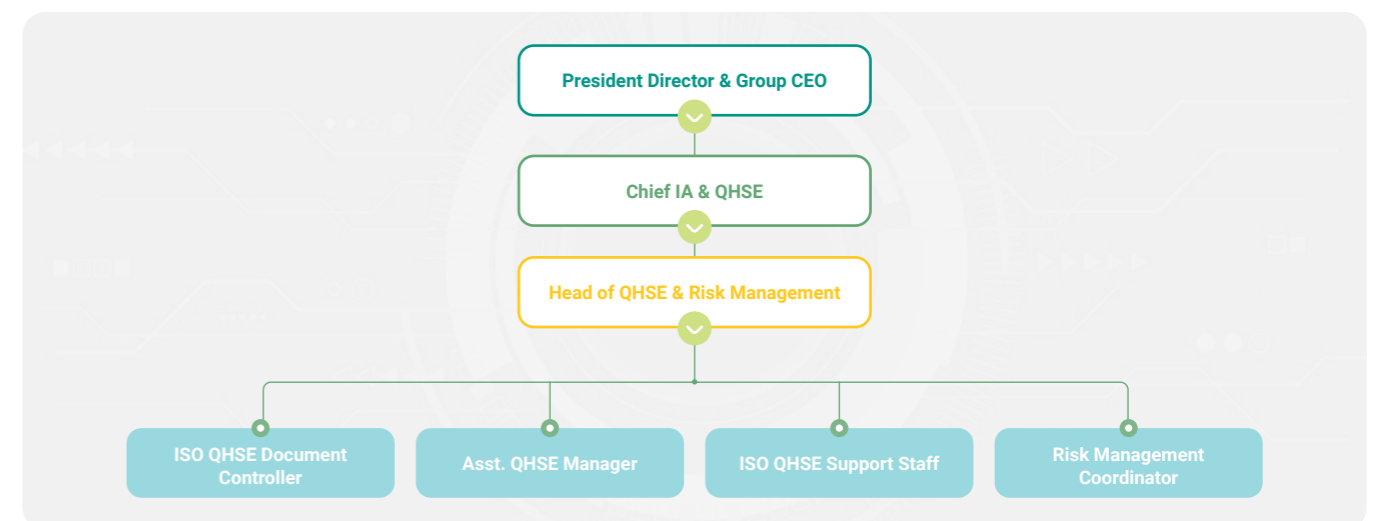 President Director & Group CEO
Chief IA & QHSE
Head of QHSE & Risk Management
ISO QHSE Document
Controller
Asst. QHSE Manager
ISO QHSE Support Staff
Risk Management
Coordinator